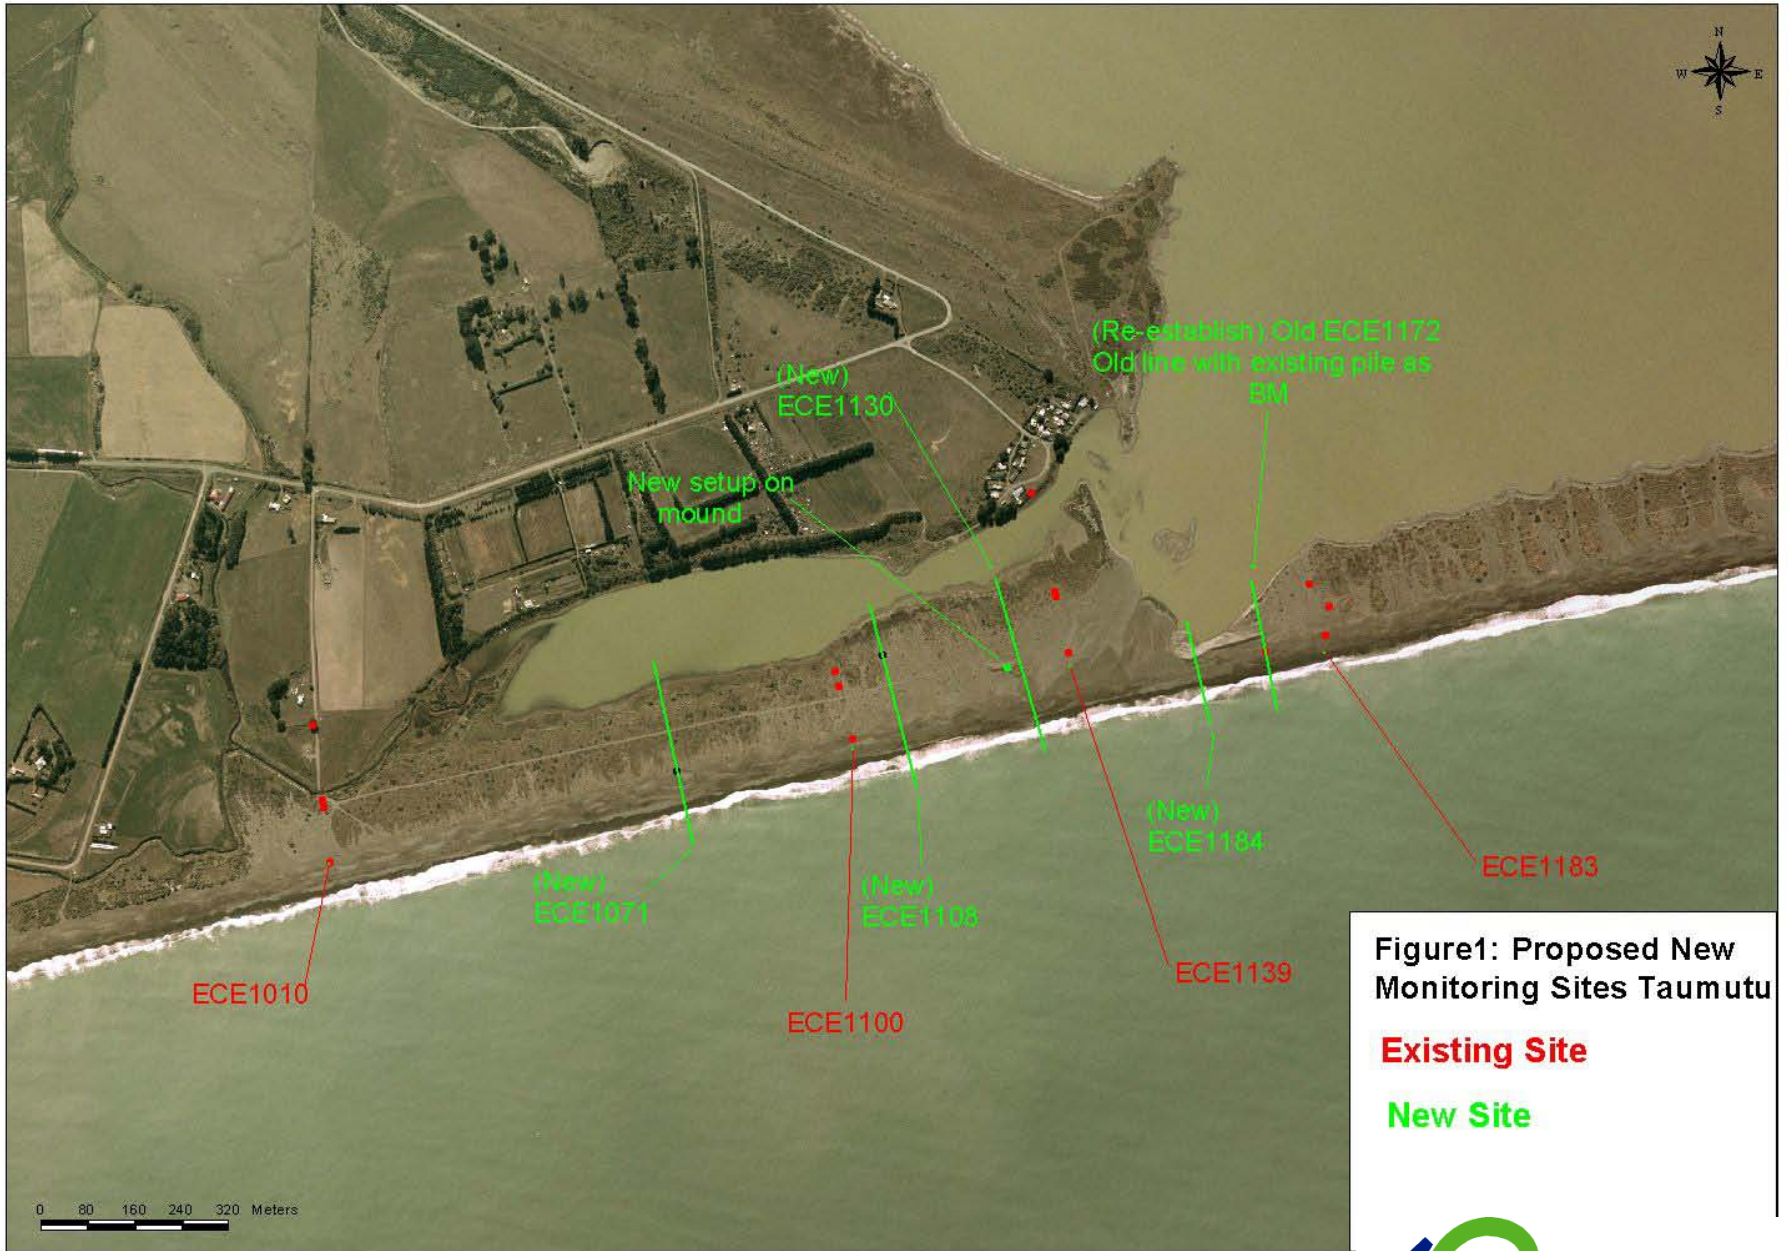 N
W E
S
(Re-establish) Old ECE1172
Old line with existing pile as
BM
(New)
ECE1130
New setup on
mound
(New)
ECE1184
ECE1183
(New)
ECE1071
(New)
ECE1108
ECE1139
ECE1010
ECE1100
Figure1: Proposed New
Monitoring Sites Taumutu
Existing Site
New Site
0 80 160 240 320 Meters